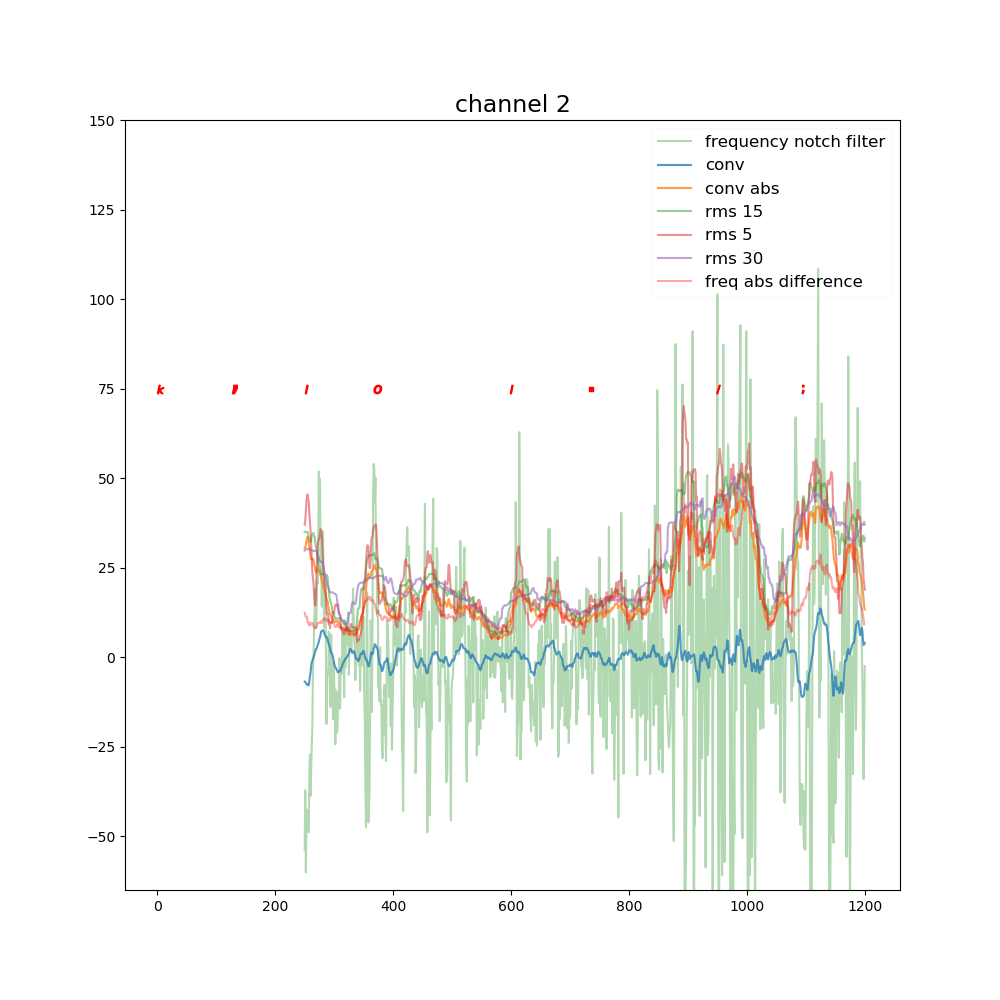 channel 2
150
125
100
75
50
25
0
−25
−50
frequency notch filter
conv
conv abs
rms 15
rms 5
rms 30
freq abs difference
k l o l . / ;
0 200 400 600 800 1000 1200